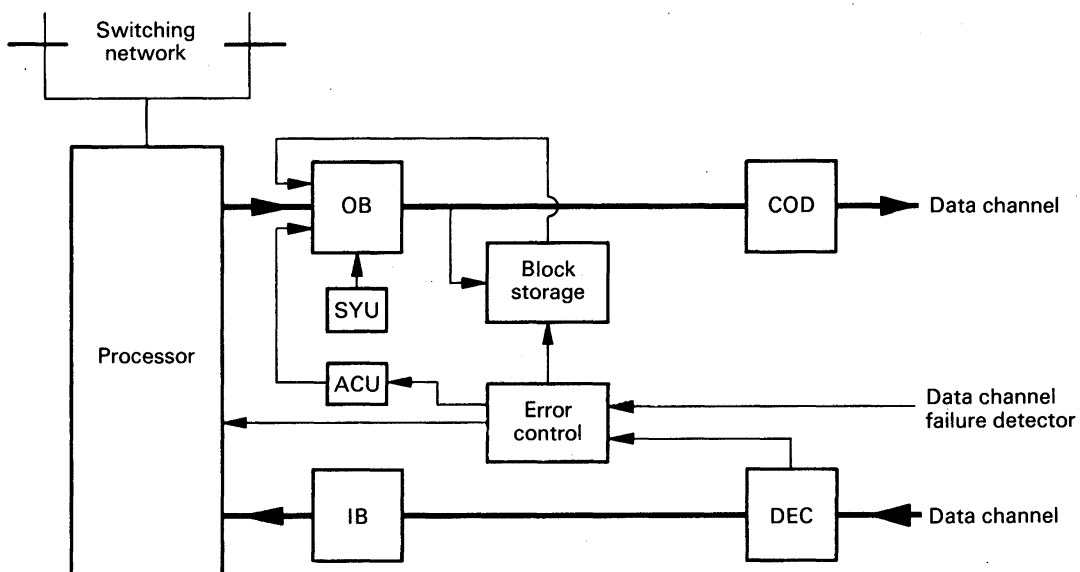 Switching
network
OB
COD
Data channel
Block
storage
SYU
Processor
ACU
Error
control
Data channel
failure detector
IB
DEC
Data channel